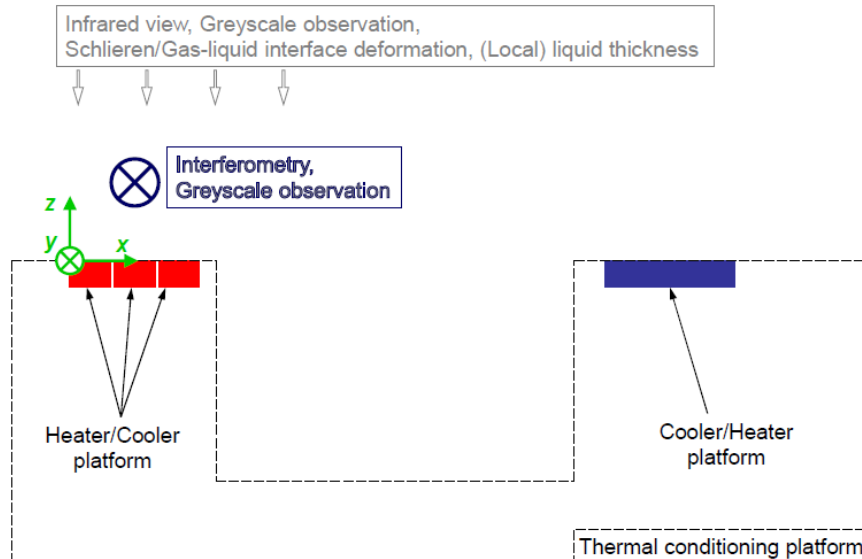 Infrared view, Greyscale observation,
Schlieren/Gas-liquid interface deformation, (Local) liquid thickness
Interferometry,
Greyscale observation
z
y
x
Heater/Cooler
platform
Cooler/Heater
platform
Thermal conditioning platform